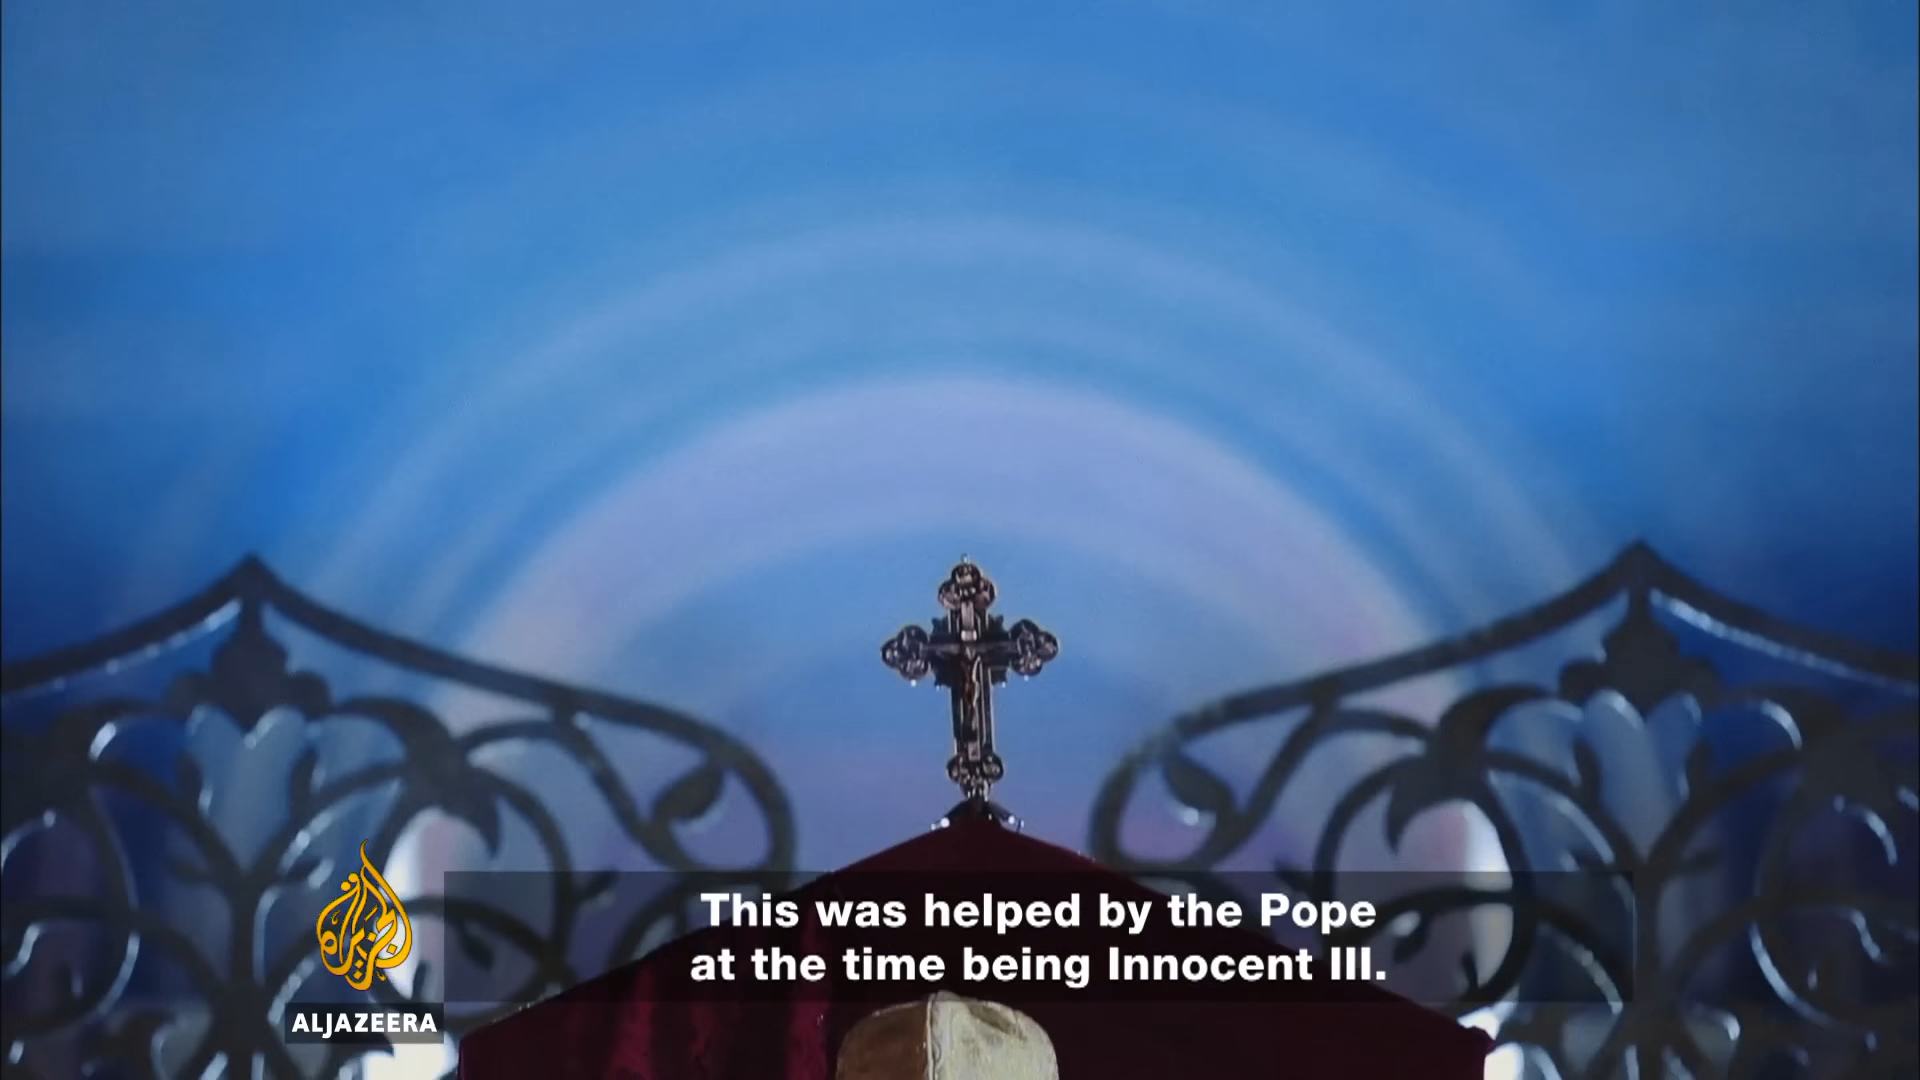 This was helped by the Pope
at the time being Innocent III.
الجزيرة
ALJAZEERA